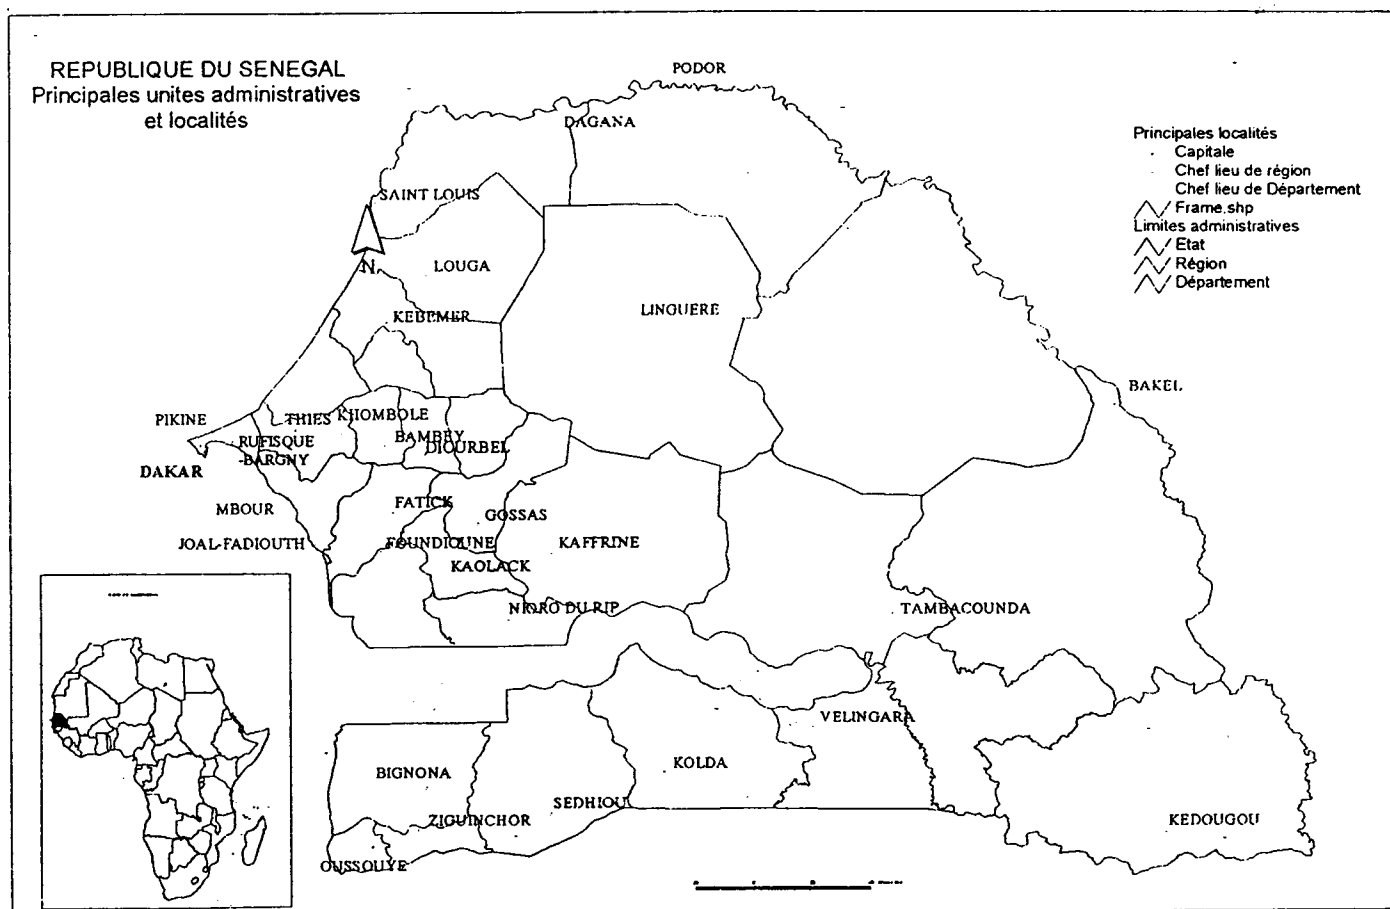 REPUBLIQUE DU SENEGAL
Principales unites administratives
et localités
PODOR
DAGANA
Principales localités
Capitale
Chef lieu de région
Chef lieu de Département
Frame.shp
Limites administratives
Etat
Région
Département
SAINT LOUIS
N
LOUGA
KEBEMER
LINGUERE
BAKEL
PIKINE
THIES
KHOMBOLE
RUFISQUE
BAMBEY
DIOURBEL
-BARGNY
DAKAR
MBOUR
FATICK
GOSSAS
JOAL-FADIOUTH
FOUNDIOUNE
KAFFRINE
KAOLACK
NIORO DU RIP
TAMBACOUNDA
VELINGARA
BIGNONA
KOLDA
SEDHIOU
ZIGUINCHOR
KEDOUGOU
OUSSOUYE